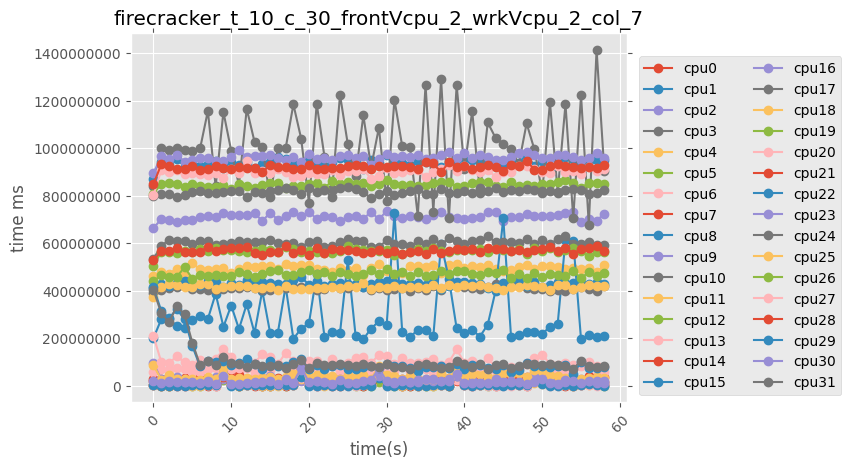 firecracker_t_10_c_30_frontVcpu_2_wrkVcpu_2_col_7
time ms
1400000000
1200000000
1000000000
800000000
600000000
400000000
200000000
0
0
10
20
30
40
50
60
time(s)
cpu0
cpu1
cpu2
cpu3
cpu4
cpu5
cpu6
cpu7
cpu8
cpu9
cpu10
cpu11
cpu12
cpu13
cpu14
cpu15
cpu16
cpu17
cpu18
cpu19
cpu20
cpu21
cpu22
cpu23
cpu24
cpu25
cpu26
cpu27
cpu28
cpu29
cpu30
cpu31